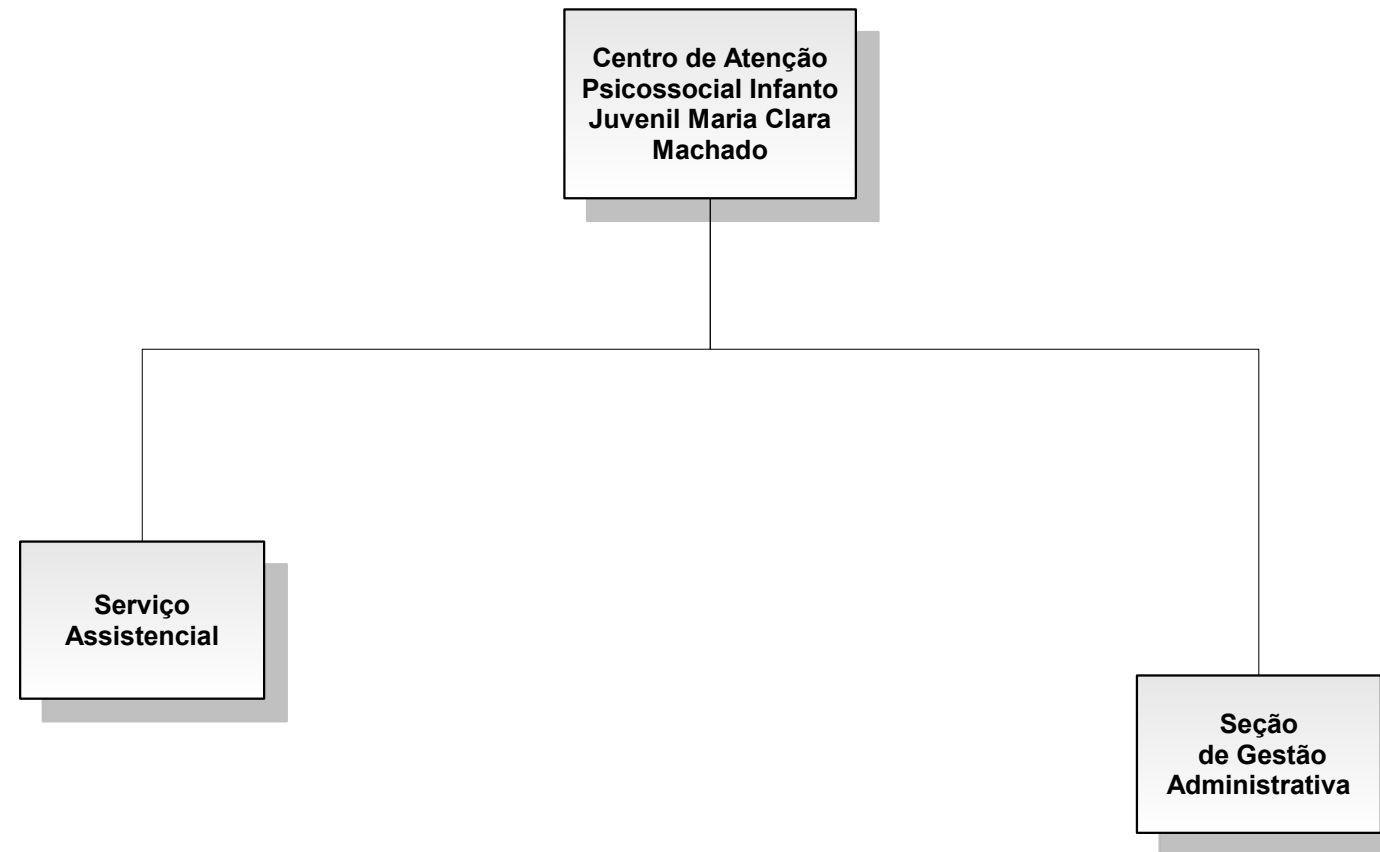 Centro de Atenção
Psicossocial Infanto
Juvenil Maria Clara
Machado
Serviço
Assistencial
Seção
de Gestão
Administrativa